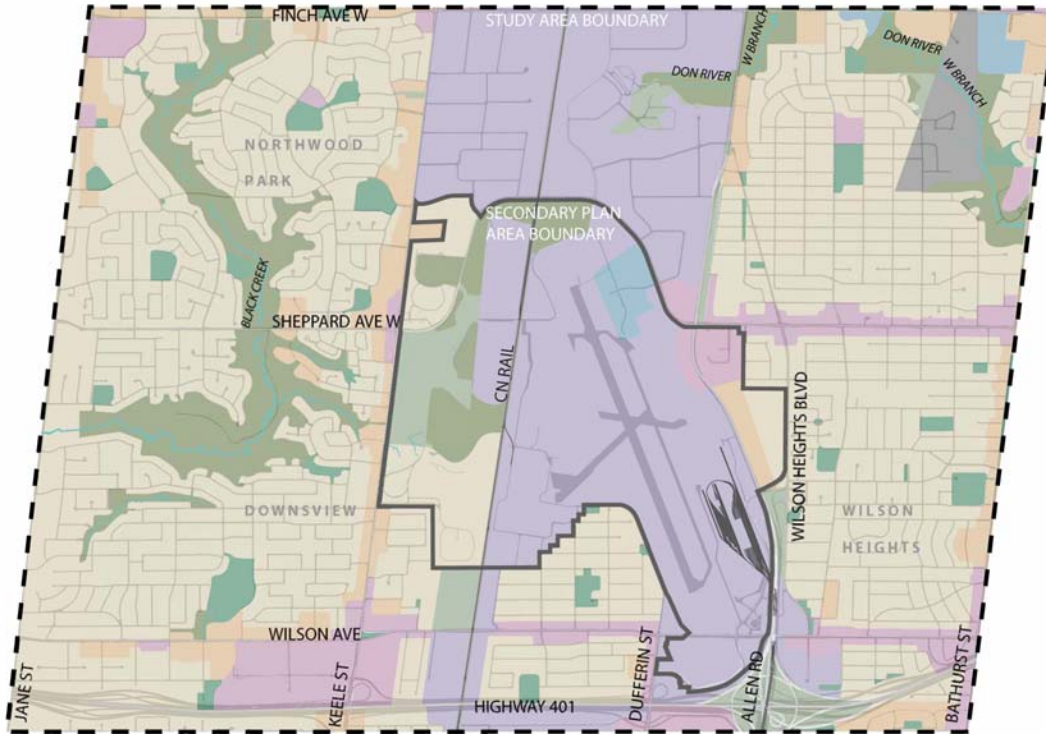 FINCH AVE W
STUDY AREA BOUNDARY
DON RIVER
W BRANCH
DON RIVER
W BRANCH
NORTHWOOD
PARK
SECONDARY PLAN
AREA BOUNDARY
BLACK CREEK
SHEPPARD AVE W
CN RAIL
WILSON HEIGHTS BLVD
DOWNSVIEW
WILSON
HEIGHTS
WILSON AVE
JANE ST
KEELE ST
HIGHWAY 401
DUFFERIN ST
ALLEN RD
BATHURST ST